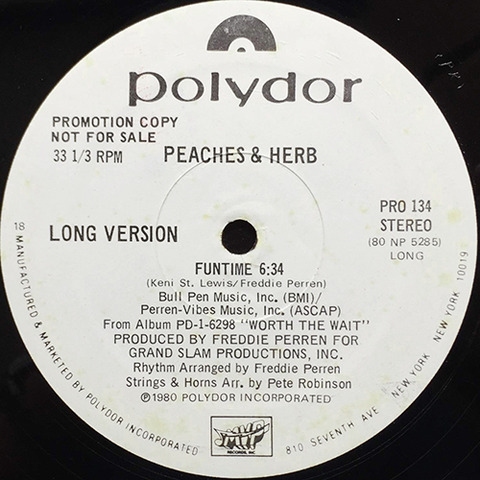 polydor
PROMOTION COPY
NOT FOR SALE
33 1/3 RPM
PEACHES & HERB
PRO 134
STEREO
(80 NP 5285)
LONG
LONG VERSION
FUNTIME 6:34
(Keni St. Lewis/Freddie Perren)
Bull Pen Music, Inc. (BMI)/
Perren-Vibes Music, Inc. (ASCAP)
From Album PD-1-6298 "WORTH THE WAIT"
PRODUCED BY FREDDIE PERREN FOR
GRAND SLAM PRODUCTIONS, INC.
Rhythm Arranged by Freddie Perren
Strings & Horns Arr. by Pete Robinson
℗ 1980 POLYDOR INCORPORATED
MVP
RECORDS, INC
18 MANUFACTURED & MARKETED BY POLYDOR INCORPORATED
810 SEVENTH AVE NEW YORK, NEW YORK 10019